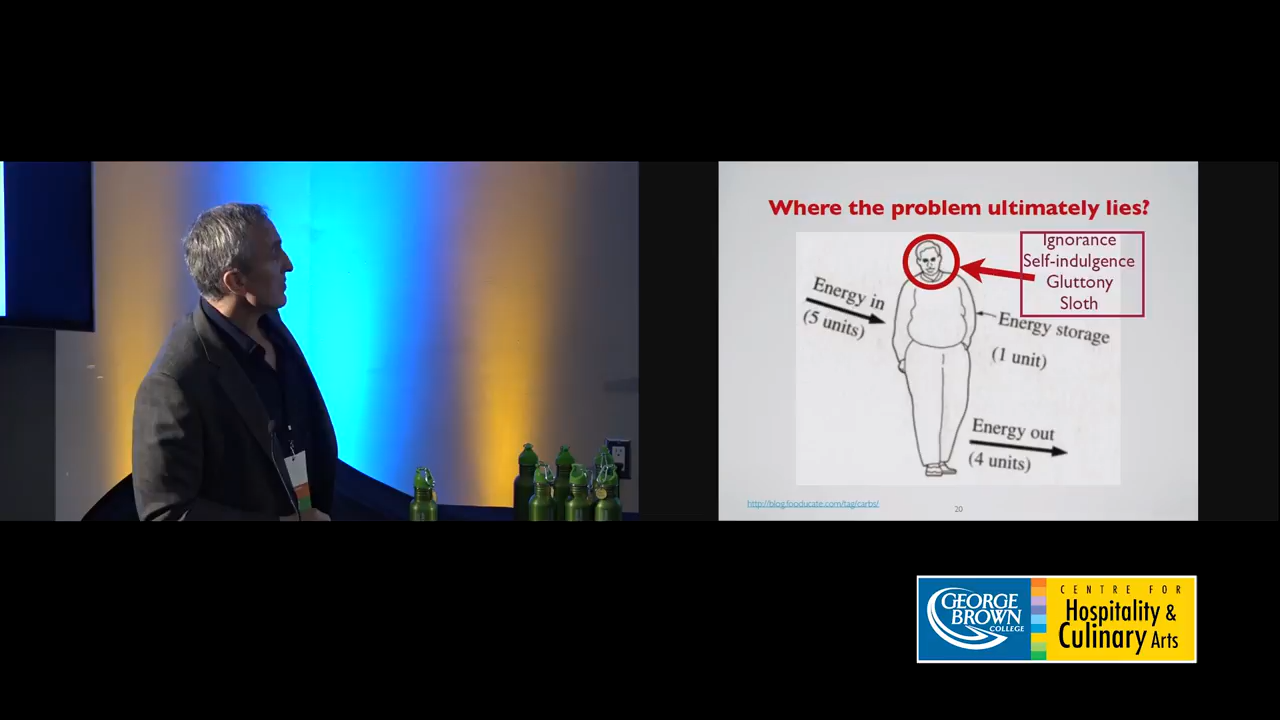 Where the problem ultimately lies?
Ignorance
Self-indulgence
Gluttony
Sloth
Energy in
(5 units)
Energy storage
(1 unit)
Energy out
(4 units)
http://blog.fooducate.com/tag/carbs/
20
GEORGE
BROWN
COLLEGE
CENTRE FOR
Hospitality &
Culinary Arts